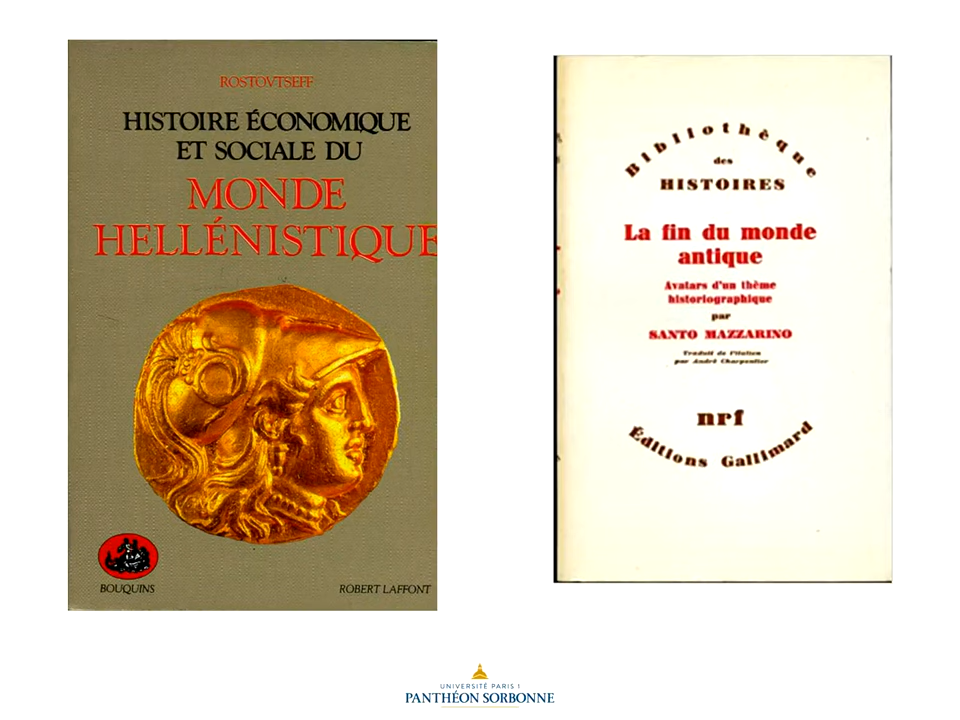 ROSTOVTSEFF
HISTOIRE ÉCONOMIQUE
ET SOCIALE DU
MONDE
HELLÉNISTIQUE
BOUQUINS
ROBERT LAFFONT
Bibliothèque
des
HISTOIRES
La fin du monde
antique
Avatars d'un thème
historiographique
par
SANTO MAZZARINO
Traduit de l'italien
par André Charpentier
nrf
Éditions Gallimard
UNIVERSITÉ PARIS 1
PANTHÉON SORBONNE